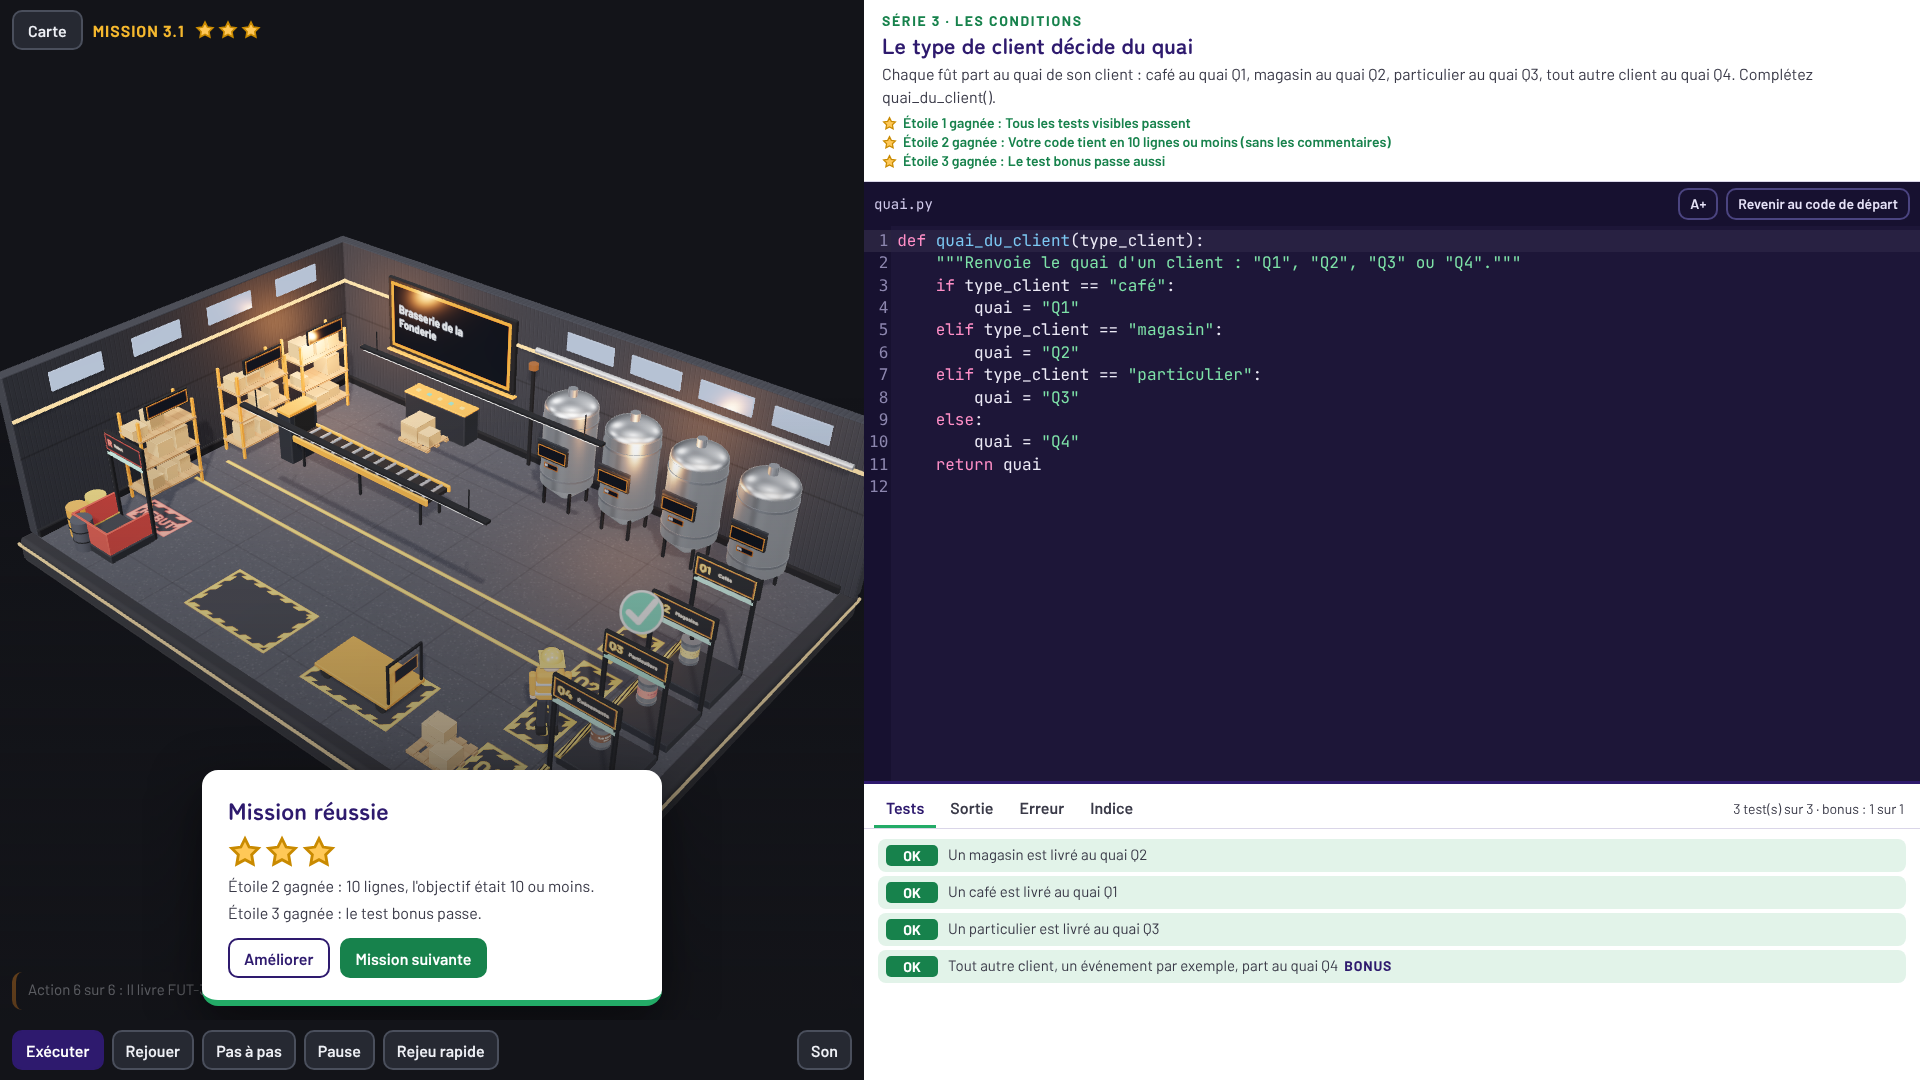 Carte
MISSION 3.1
Brasserie de la
Fonderie
01 Cafés
2 Magasins
03 Particuliers
04 Événements
Mission réussie
Étoile 2 gagnée : 10 lignes, l'objectif était 10 ou moins.
Étoile 3 gagnée : le test bonus passe.
Améliorer
Mission suivante
Action 6 sur 6 : Il livre FUT-
Exécuter
Rejouer
Pas à pas
Pause
Rejeu rapide
Son
SÉRIE 3 · LES CONDITIONS
Le type de client décide du quai
Chaque fût part au quai de son client : café au quai Q1, magasin au quai Q2, particulier au quai Q3, tout autre client au quai Q4. Complétez
quai_du_client().
Étoile 1 gagnée : Tous les tests visibles passent
Étoile 2 gagnée : Votre code tient en 10 lignes ou moins (sans les commentaires)
Étoile 3 gagnée : Le test bonus passe aussi
quai.py
A+
Revenir au code de départ
1 def quai_du_client(type_client):
2     """Renvoie le quai d'un client : "Q1", "Q2", "Q3" ou "Q4"."""
3     if type_client == "café":
4         quai = "Q1"
5     elif type_client == "magasin":
6         quai = "Q2"
7     elif type_client == "particulier":
8         quai = "Q3"
9     else:
10         quai = "Q4"
11     return quai
12
Tests
Sortie
Erreur
Indice
3 test(s) sur 3 · bonus : 1 sur 1
OK Un magasin est livré au quai Q2
OK Un café est livré au quai Q1
OK Un particulier est livré au quai Q3
OK Tout autre client, un événement par exemple, part au quai Q4 BONUS